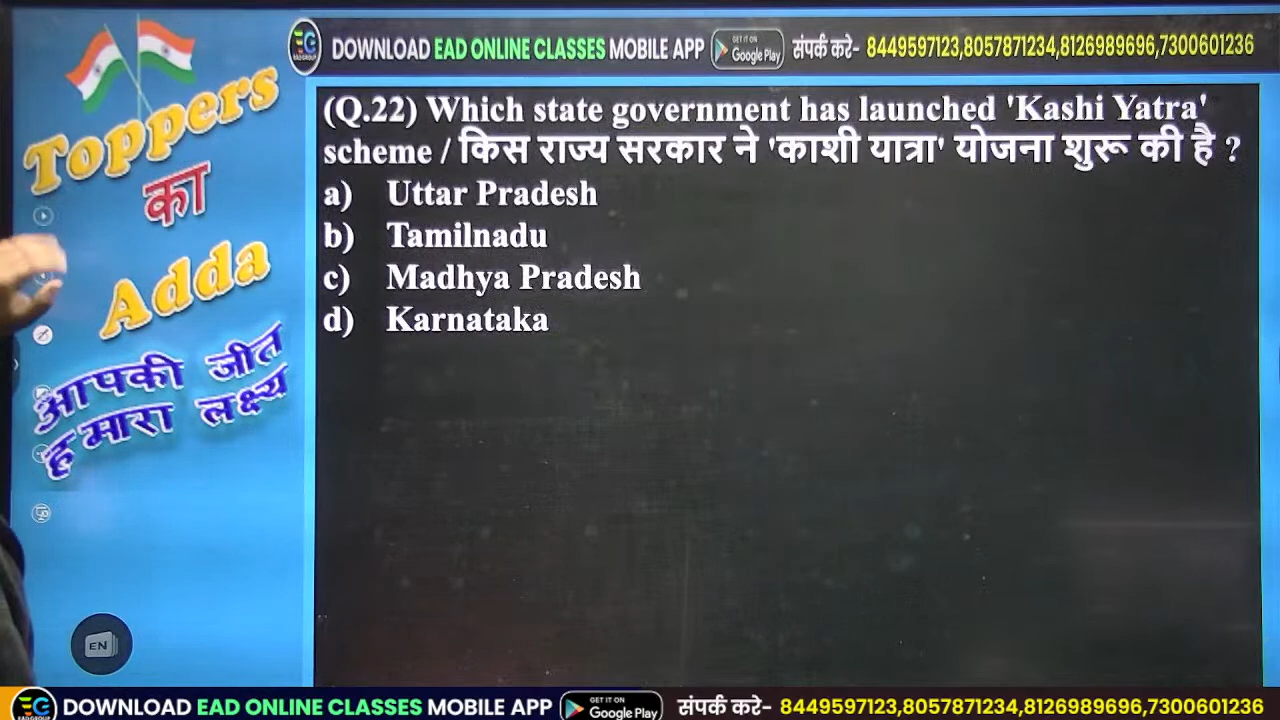 DOWNLOAD EAD ONLINE CLASSES MOBILE APP GET IT ON Google Play संपर्क करे- 8449597123,8057871234,8126989696,7300601236
Toppers
का
Adda
आपकी जीत
हमारा लक्ष्य
(Q.22) Which state government has launched 'Kashi Yatra'
scheme / किस राज्य सरकार ने 'काशी यात्रा' योजना शुरू की है ?
a) Uttar Pradesh
b) Tamilnadu
c) Madhya Pradesh
d) Karnataka
EN
DOWNLOAD EAD ONLINE CLASSES MOBILE APP GET IT ON Google Play संपर्क करे- 8449597123,8057871234,8126989696,7300601236